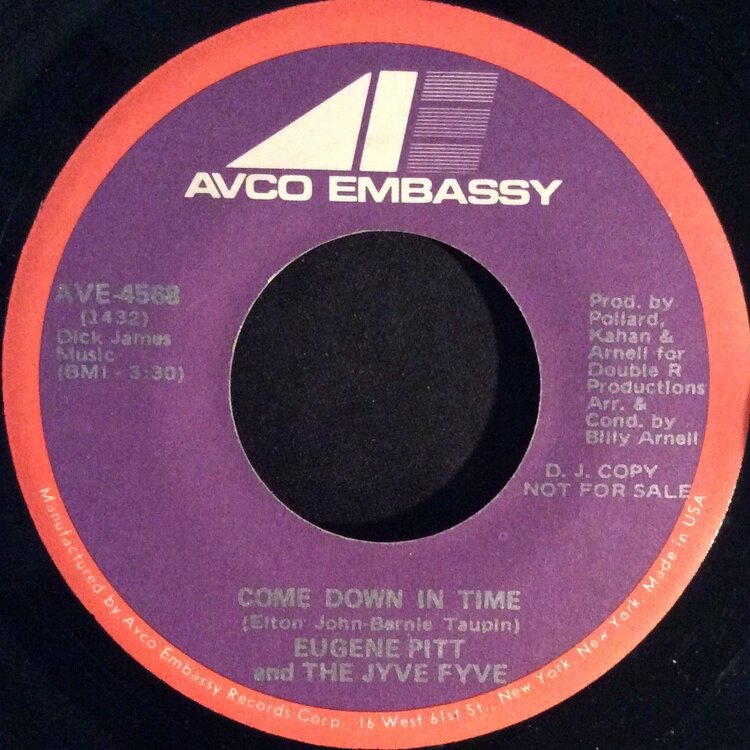 AVCO EMBASSY
AVE-4568
(1432)
Dick James
Music
(BMI - 3:30)
Prod. by
Pollard,
Kahan &
Arnell for
Double R
Productions
Arr. &
Cond. by
Billy Arnell
D. J. COPY
NOT FOR SALE
COME DOWN IN TIME
(Elton John-Bernie Taupin)
EUGENE PITT
and THE JYVE FYVE
Manufactured by Avco Embassy Records Corp., 16 West 61st St., New York, New York, Made in USA